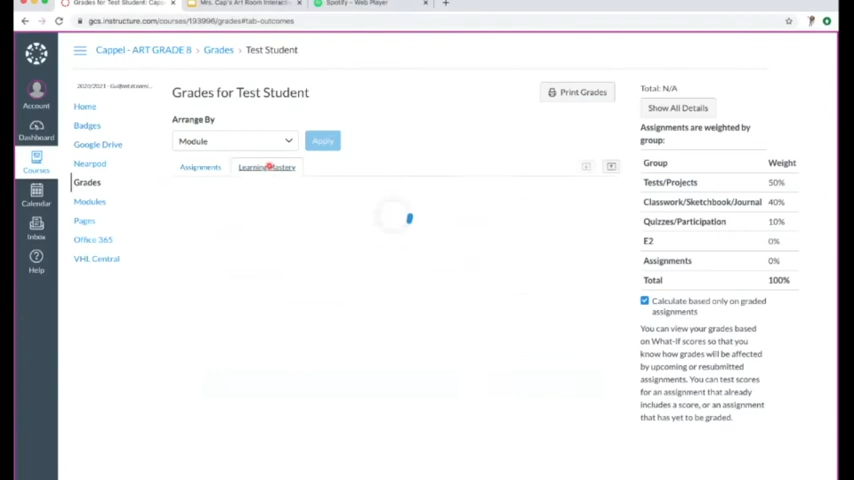 Grades for Test Student
Mrs. Cap's Art Room Interact
Spotify – Web Player
gcs.instructure.com/courses/193996/grades#tab-outcomes
Cappel - ART GRADE 8 > Grades > Test Student
Account
Dashboard
Courses
Calendar
Inbox
Help
Home
Badges
Google Drive
Nearpod
Grades
Modules
Pages
Office 365
VHL Central
Grades for Test Student
Print Grades
Arrange By
Module
Apply
Assignments
Learning Mastery
Total: N/A
Show All Details
Assignments are weighted by
group:
Group Weight
Tests/Projects 50%
Classwork/Sketchbook/Journal 40%
Quizzes/Participation 10%
E2 0%
Assignments 0%
Total 100%
Calculate based only on graded
assignments
You can view your grades based
on What-If scores so that you
know how grades will be affected
by upcoming or resubmitted
assignments. You can test scores
for an assignment that already
includes a score, or an assignment
that has yet to be graded.